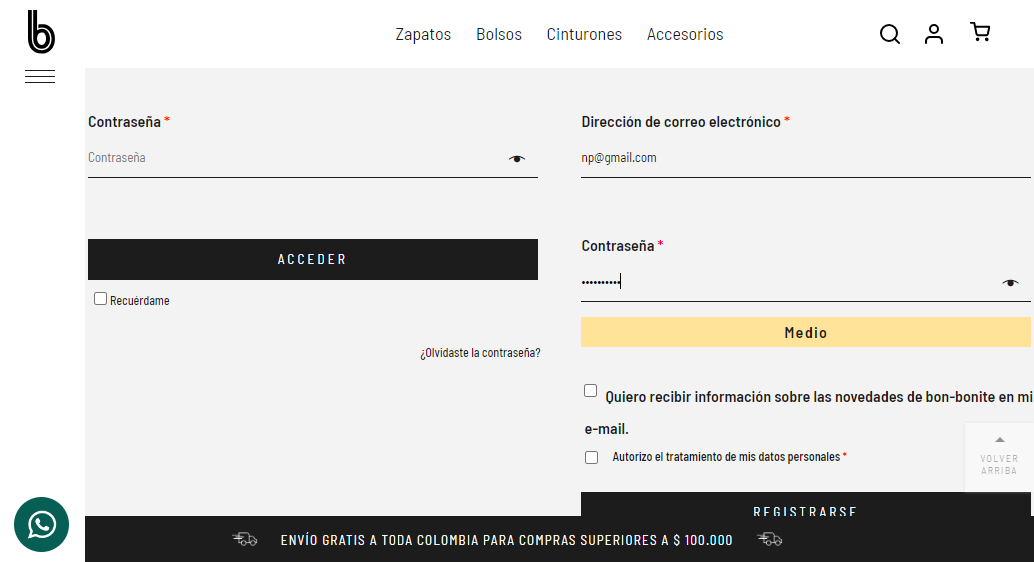 b
Zapatos Bolsos Cinturones Accesorios
Contraseña *
Contraseña
ACCEDER
Recuérdame
¿Olvidaste la contraseña?
Dirección de correo electrónico *
np@gmail.com
Contraseña *
••••••••••
Medio
Quiero recibir información sobre las novedades de bon-bonite en mi
e-mail.
Autorizo el tratamiento de mis datos personales *
REGISTRARSE
VOLVER
ARRIBA
ENVÍO GRATIS A TODA COLOMBIA PARA COMPRAS SUPERIORES A $ 100.000